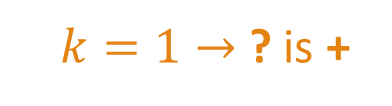 k = 1 → ? is +